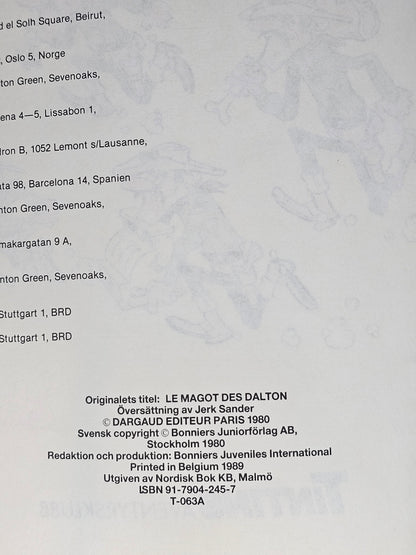 d el Solh Square, Beirut,
, Oslo 5, Norge
ton Green, Sevenoaks,
ena 4—5, Lissabon 1,
dron B, 1052 Lemont s/Lausanne,
ata 98, Barcelona 14, Spanien
nton Green, Sevenoaks,
makargatan 9 A,
nton Green, Sevenoaks,
Stuttgart 1, BRD
Stuttgart 1, BRD
Originalets titel: LE MAGOT DES DALTON
Översättning av Jerk Sander
© DARGAUD EDITEUR PARIS 1980
Svensk copyright © Bonniers Juniorförlag AB,
Stockholm 1980
Redaktion och produktion: Bonniers Juveniles International
Printed in Belgium 1989
Utgiven av Nordisk Bok KB, Malmö
ISBN 91-7904-245-7
T-063A